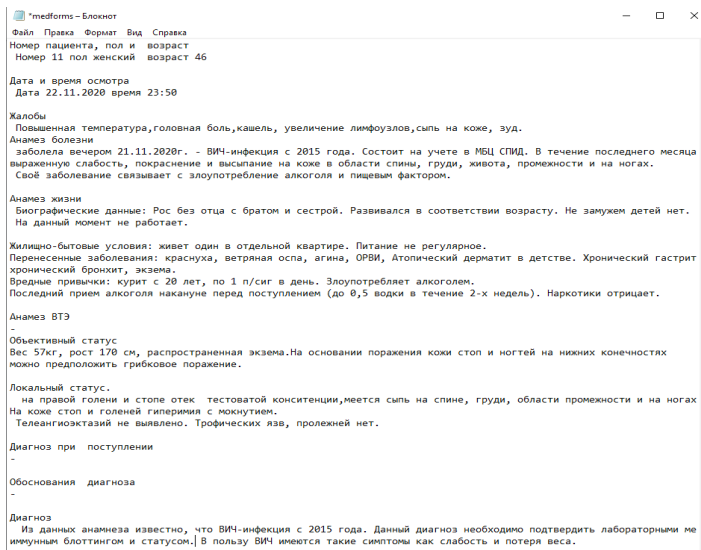 *medforms – Блокнот
Файл Правка Формат Вид Справка
Номер пациента, пол и возраст
Номер 11 пол женский возраст 46
Дата и время осмотра
Дата 22.11.2020 время 23:50
Жалобы
Повышенная температура,головная боль,кашель, увеличение лимфоузлов,сыпь на коже, зуд.
Анамез болезни
заболела вечером 21.11.2020г. - ВИЧ-инфекция с 2015 года. Состоит на учете в МБЦ СПИД. В течение последнего месяца
выраженную слабость, покраснение и высыпание на коже в области спины, груди, живота, промежности и на ногах.
Своё заболевание связывает с злоупотребление алкоголя и пищевым фактором.
Анамез жизни
Биографические данные: Рос без отца с братом и сестрой. Развивался в соответствии возрасту. Не замужем детей нет.
На данный момент не работает.
Жилищно-бытовые условия: живет один в отдельной квартире. Питание не регулярное.
Перенесенные заболевания: краснуха, ветряная оспа, агина, ОРВИ, Атопический дерматит в детстве. Хронический гастрит
хронический бронхит, экзема.
Вредные привычки: курит с 20 лет, по 1 п/сиг в день. Злоупотребляет алкоголем.
Последний прием алкоголя накануне перед поступлением (до 0,5 водки в течение 2-х недель). Наркотики отрицает.
Анамез ВТЭ
-
Объективный статус
Вес 57кг, рост 170 см, распространенная экзема.На основании поражения кожи стоп и ногтей на нижних конечностях
можно предположить грибковое поражение.
Локальный статус.
на правой голени и стопе отек тестоватой конситенции,меется сыпь на спине, груди, области промежности и на ногах
На коже стоп и голеней гиперимия с мокнутием.
Телеангиоэктазий не выявлено. Трофических язв, пролежней нет.
Диагноз при поступлении
-
Обоснования диагноза
-
Диагноз
Из данных анамнеза известно, что ВИЧ-инфекция с 2015 года. Данный диагноз необходимо подтвердить лабораторными ме
иммунным блоттингом и статусом. В пользу ВИЧ имеются такие симптомы как слабость и потеря веса.